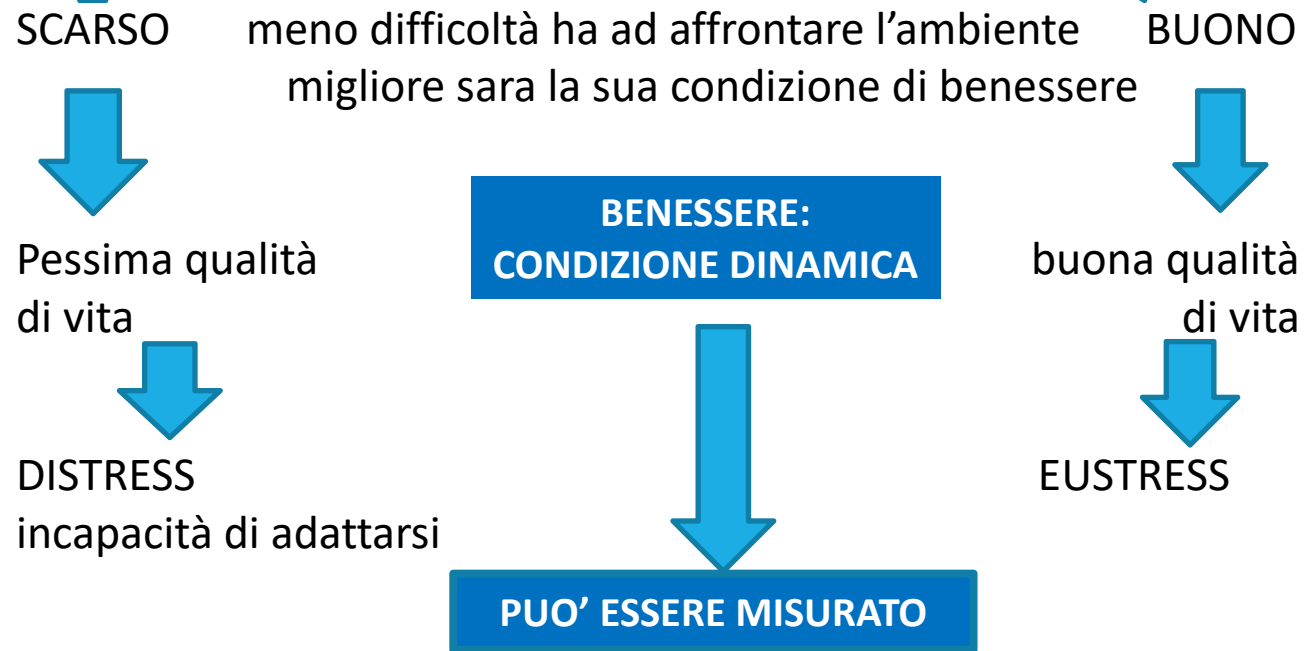 SCARSO meno difficoltà ha ad affrontare l'ambiente BUONO
migliore sara la sua condizione di benessere
BENESSERE:
CONDIZIONE DINAMICA
Pessima qualità
di vita
buona qualità
di vita
DISTRESS
incapacità di adattarsi
EUSTRESS
PUO' ESSERE MISURATO